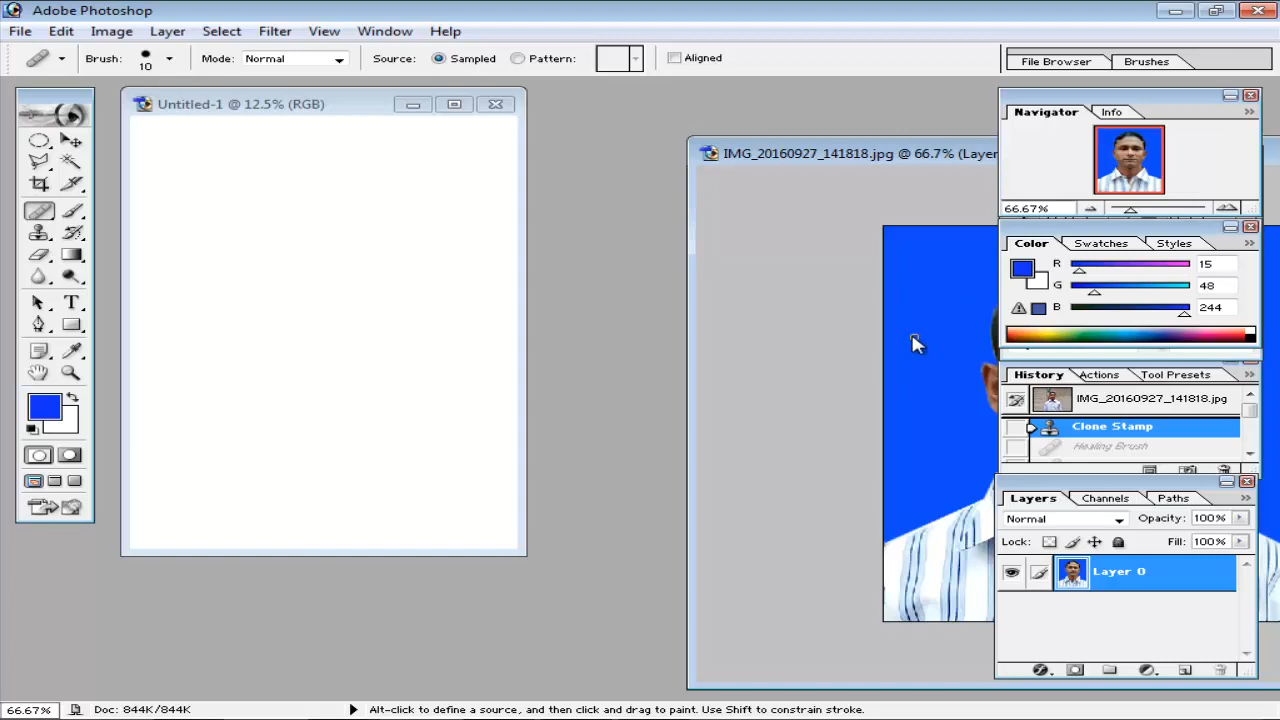 Adobe Photoshop
File Edit Image Layer Select Filter View Window Help
Brush: 10 Mode: Normal Source: Sampled Pattern: Aligned
File Browser Brushes
Untitled-1 @ 12.5% (RGB)
IMG_20160927_141818.jpg @ 66.7% (Layer
Navigator Info
66.67%
Color Swatches Styles
R 15
G 48
B 244
History Actions Tool Presets
IMG_20160927_141818.jpg
Clone Stamp
Healing Brush
Layers Channels Paths
Normal Opacity: 100%
Lock: Fill: 100%
Layer 0
66.67% Doc: 844K/844K Alt-click to define a source, and then click and drag to paint. Use Shift to constrain stroke.